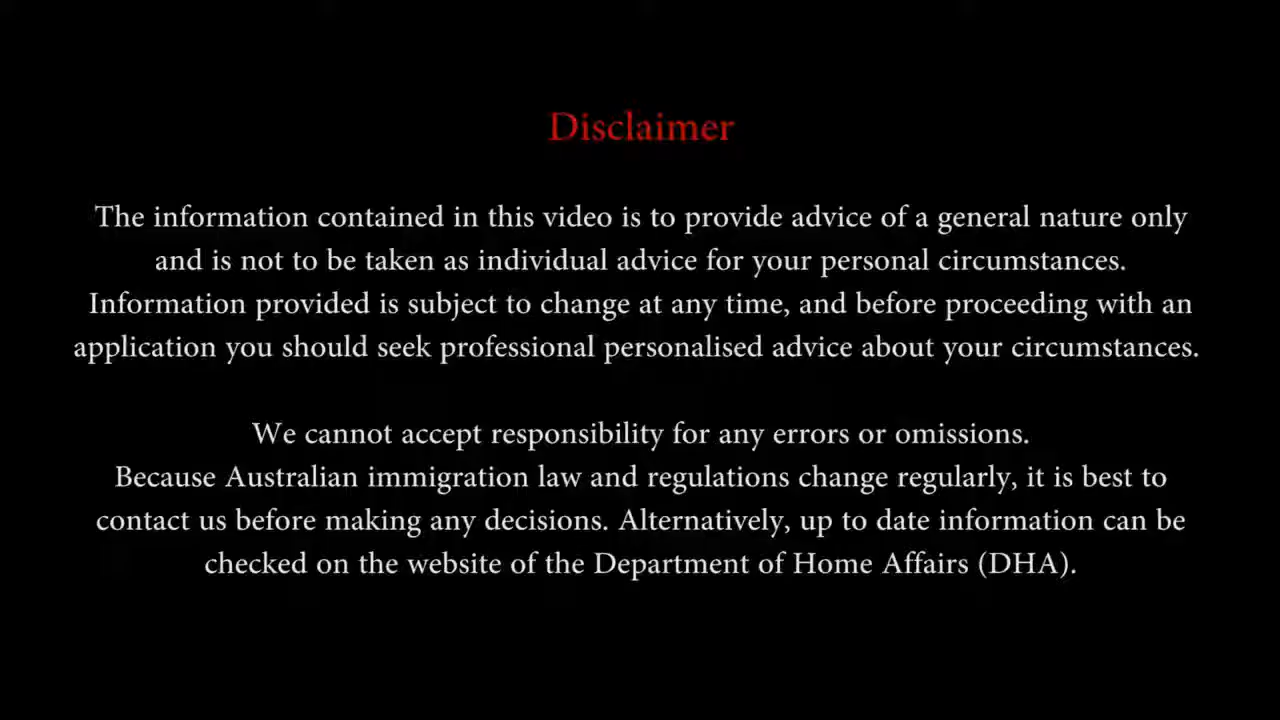 Disclaimer
The information contained in this video is to provide advice of a general nature only
and is not to be taken as individual advice for your personal circumstances.
Information provided is subject to change at any time, and before proceeding with an
application you should seek professional personalised advice about your circumstances.
We cannot accept responsibility for any errors or omissions.
Because Australian immigration law and regulations change regularly, it is best to
contact us before making any decisions. Alternatively, up to date information can be
checked on the website of the Department of Home Affairs (DHA).